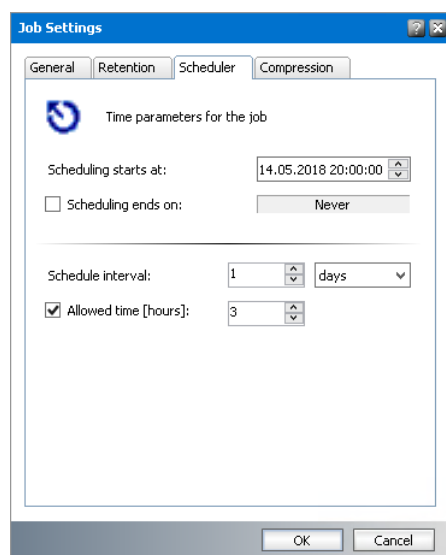 Job Settings
General Retention Scheduler Compression
Time parameters for the job
Scheduling starts at: 14.05.2018 20:00:00
Scheduling ends on: Never
Schedule interval: 1 days
Allowed time [hours]: 3
OK Cancel